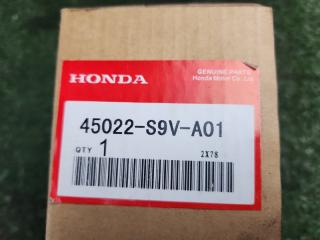 GENUINE PARTS
HONDA Honda Motor Co., Ltd.
45022-S9V-A01
QTY 1 2X78